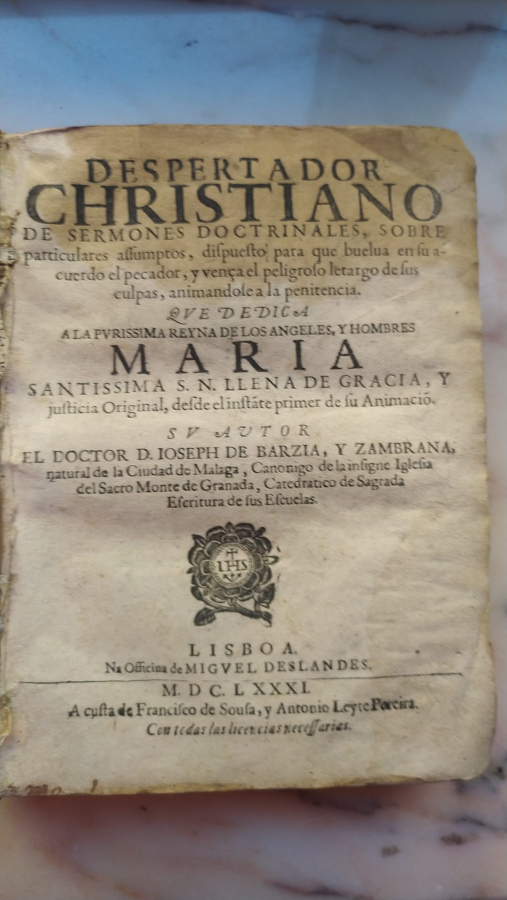 DESPERTADOR
CHRISTIANO
DE SERMONES DOCTRINALES, SOBRE
particulares aſſumptos, diſpueſto para que buelua en ſu a-
cuerdo el pecador, y vença el peligroſo letargo de ſus
culpas, animandole a la penitencia.
QVE DEDICA
A LA PVRISSIMA REYNA DE LOS ANGELES, Y HOMBRES
MARIA
SANTISSIMA S. N. LLENA DE GRACIA, Y
juſticia Original, deſde el inſtāte primer de ſu Animació.
SV AVTOR
EL DOCTOR D. IOSEPH DE BARZIA, Y ZAMBRANA,
natural de la Ciudad de Malaga, Canonigo de la inſigne Igleſia
del Sacro Monte de Granada, Catedratico de Sagrada
Eſcritura de ſus Eſcuelas.
IHS
LISBOA.
Na Officina de MIGVEL DESLANDES.
M. D C. L XXXI.
A cuſta de Franciſco de Souſa, y Antonio Leyte Pereira.
Con todas las licencias neceſſarias.